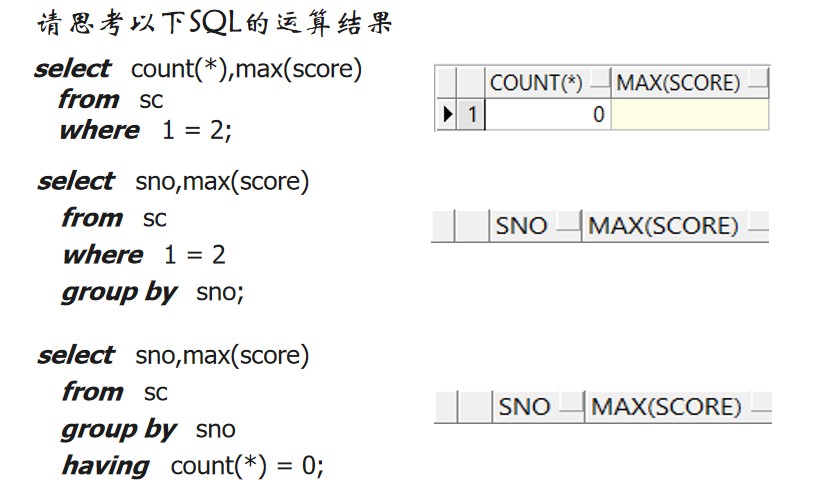 请思考以下SQL的运算结果
select count(*),max(score)
from sc
where 1 = 2;
COUNT(*) MAX(SCORE)
1 0
select sno,max(score)
from sc
where 1 = 2
group by sno;
SNO MAX(SCORE)
select sno,max(score)
from sc
group by sno
having count(*) = 0;
SNO MAX(SCORE)